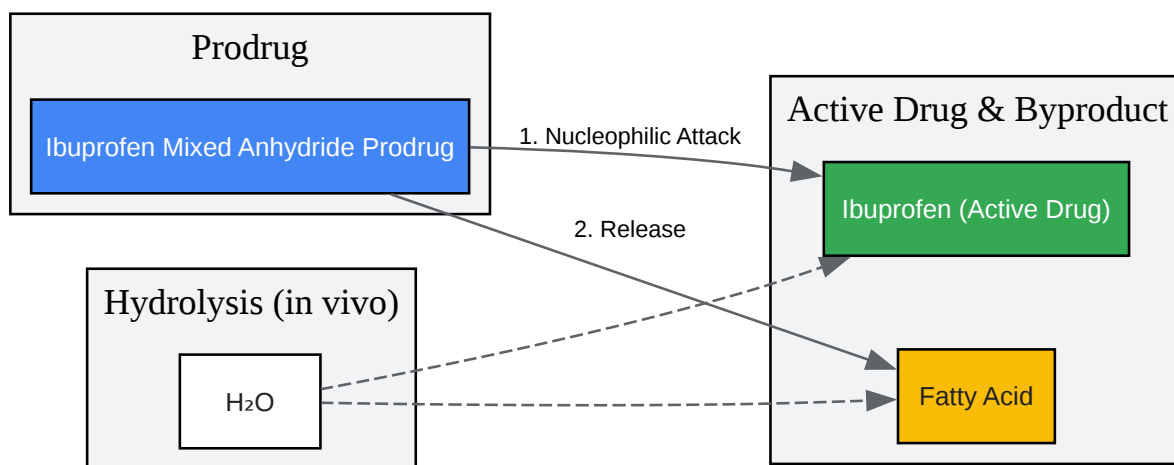 Prodrug
Ibuprofen Mixed Anhydride Prodrug
1. Nucleophilic Attack
2. Release
Hydrolysis (in vivo)
H₂O
Active Drug & Byproduct
Ibuprofen (Active Drug)
Fatty Acid